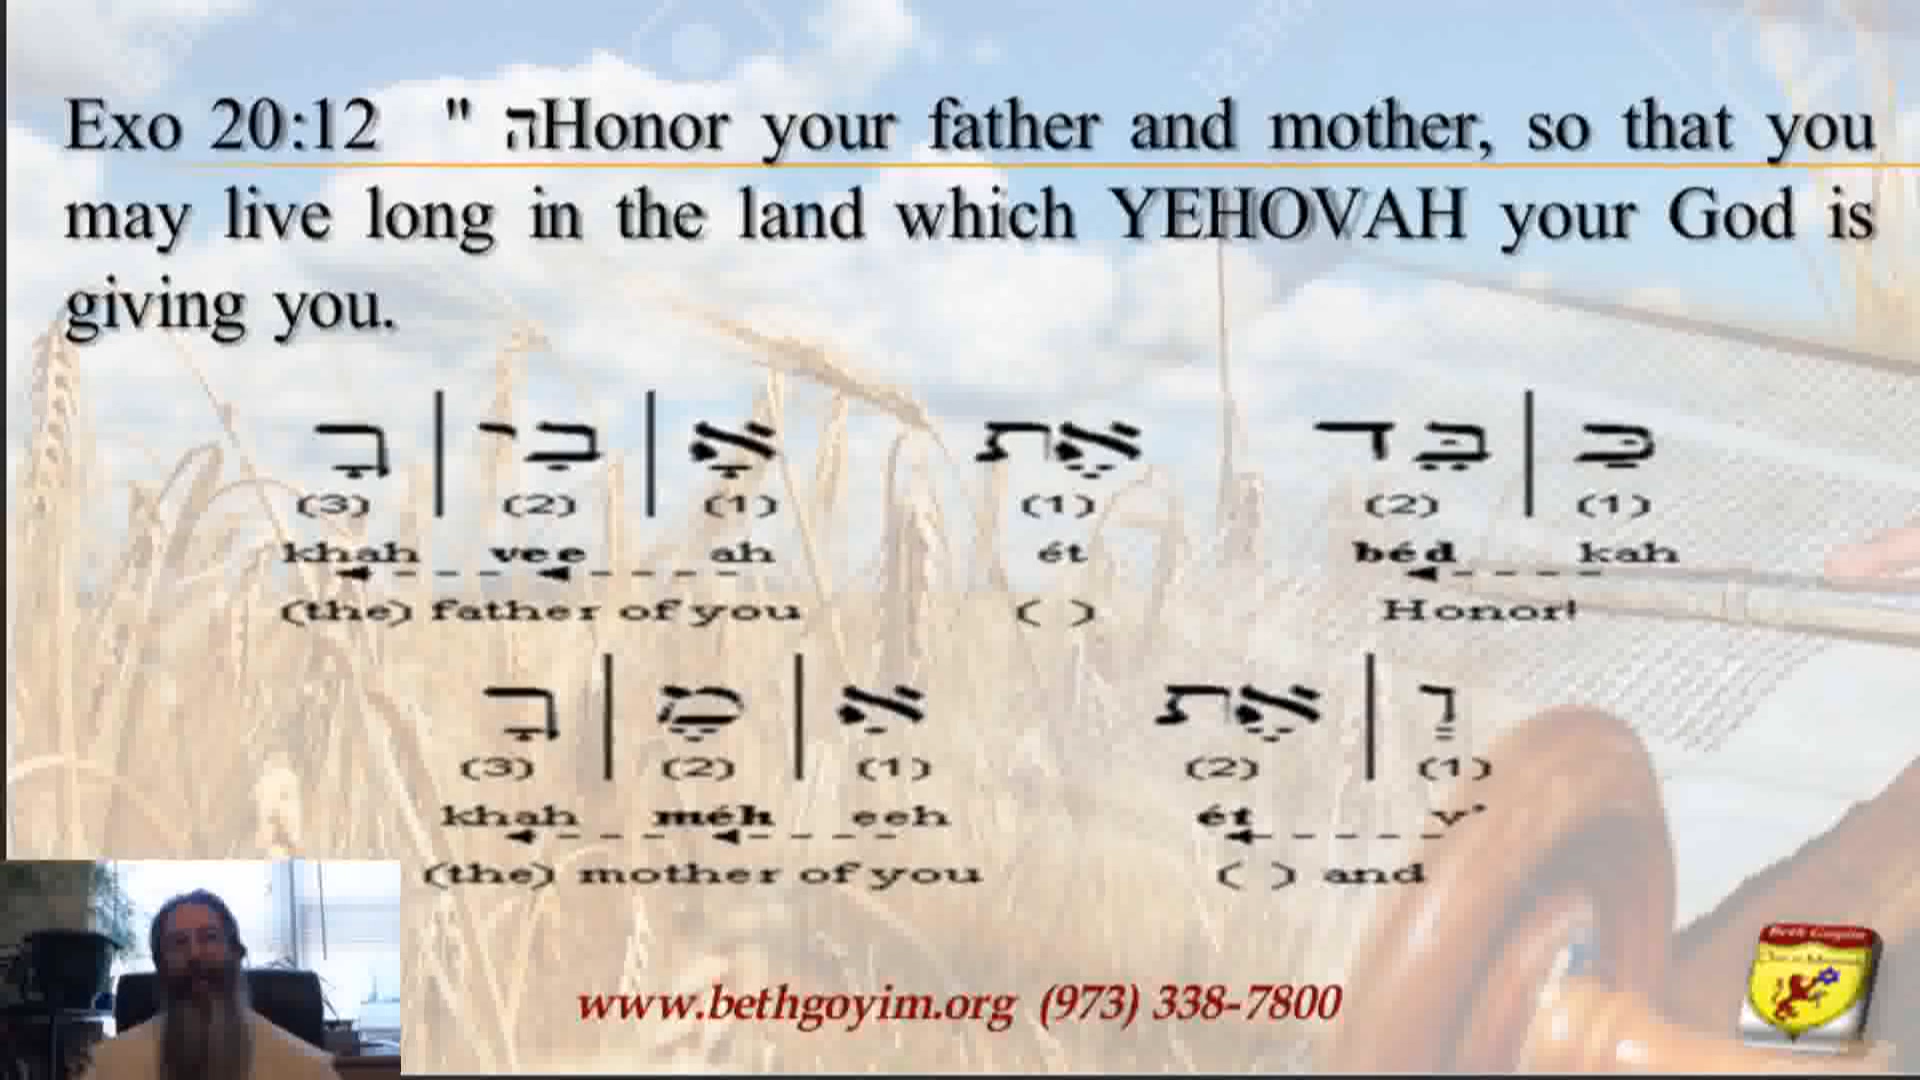 Exo 20:12 " הHonor your father and mother, so that you
may live long in the land which YEHOVAH your God is
giving you.
כַּ | בֵּד אֵת אָ | בִי | ךָ
(3) (2) (1) (1) (2) (1)
khah vee ah ét béd kah
(the) father of you ( ) Honor!
וְ | אֵת אִ | מֶּ | ךָ
(3) (2) (1) (2) (1)
khah méh eeh ét v'
(the) mother of you ( ) and
www.bethgoyim.org (973) 338-7800
Beth Goyim